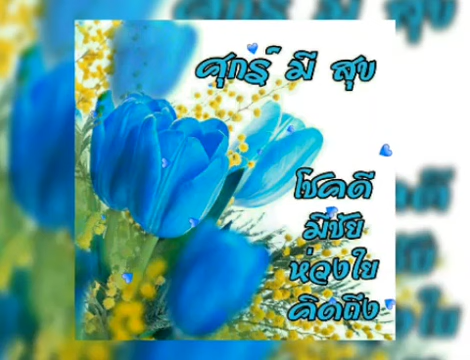 ศุกร์ มี สุข
โชคดี
มีชัย
ห่วงใย
คิดถึง